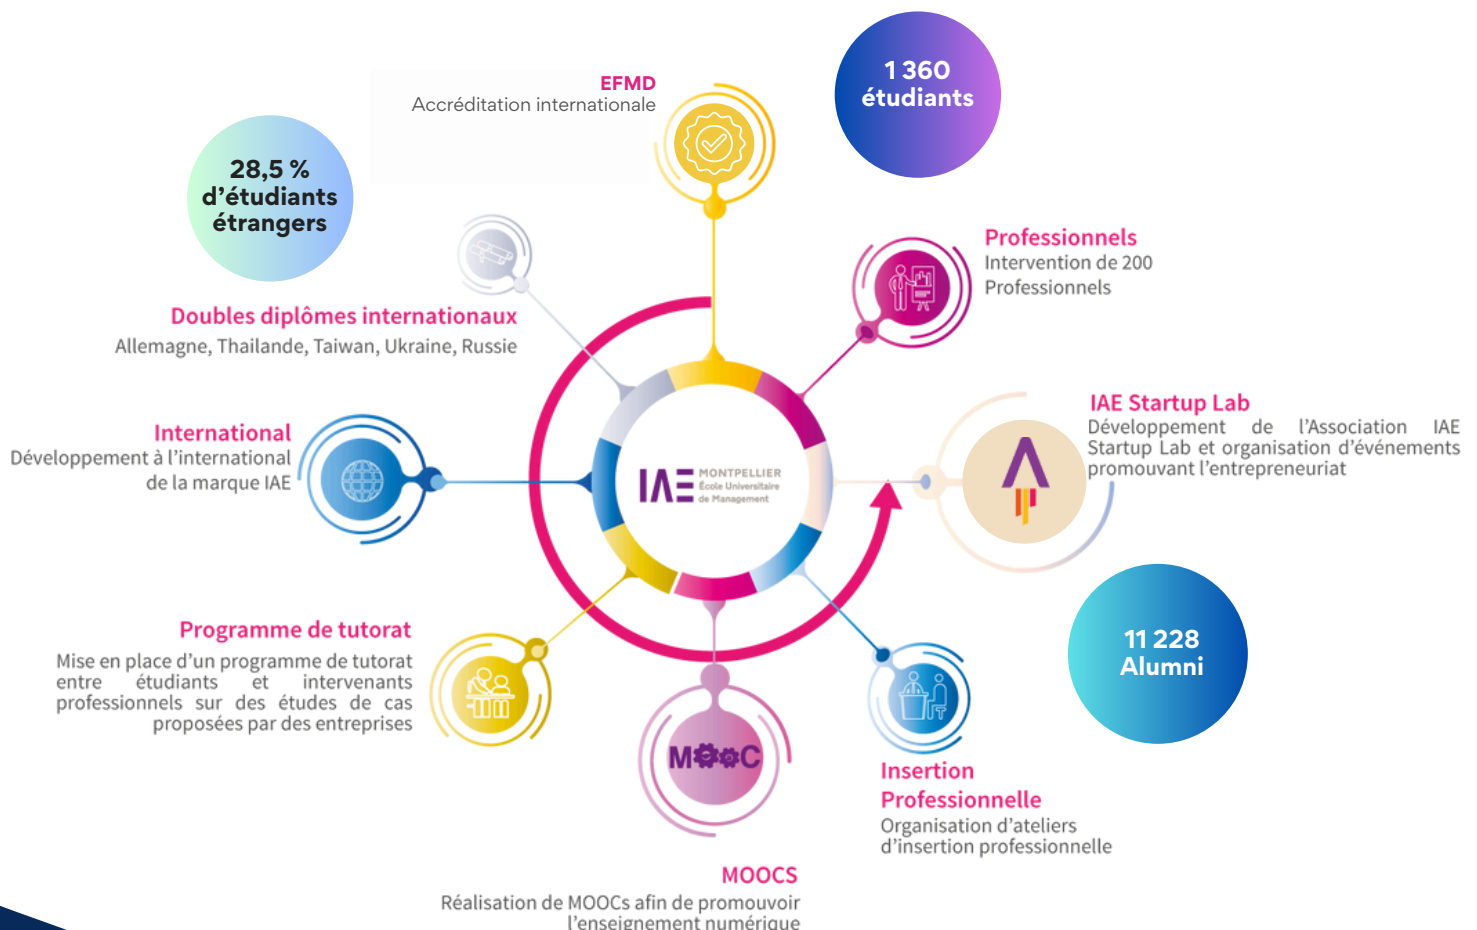 1 360
étudiants
EFMD
Accréditation internationale
28,5 %
d'étudiants
étrangers
Professionnels
Intervention de 200
Professionnels
Doubles diplômes internationaux
Allemagne, Thailande, Taiwan, Ukraine, Russie
IAE Startup Lab
Développement de l'Association IAE
Startup Lab et organisation d'événements
promouvant l'entrepreneuriat
International
Développement à l'international
de la marque IAE
IAE MONTPELLIER
École Universitaire
de Management
11 228
Alumni
Programme de tutorat
Mise en place d'un programme de tutorat
entre étudiants et intervenants
professionnels sur des études de cas
proposées par des entreprises
MOOC
Insertion
Professionnelle
Organisation d'ateliers
d'insertion professionnelle
MOOCS
Réalisation de MOOCs afin de promouvoir
l'enseignement numérique